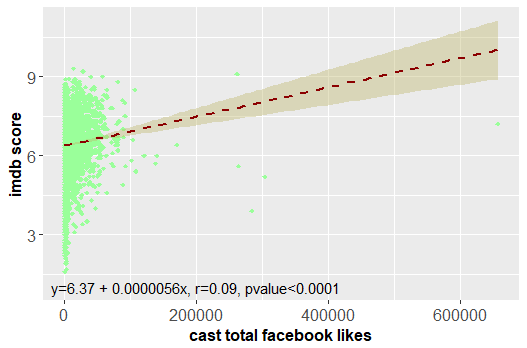 imdb score
9
6
3
y=6.37 + 0.0000056x, r=0.09, pvalue<0.0001
0 200000 400000 600000
cast total facebook likes